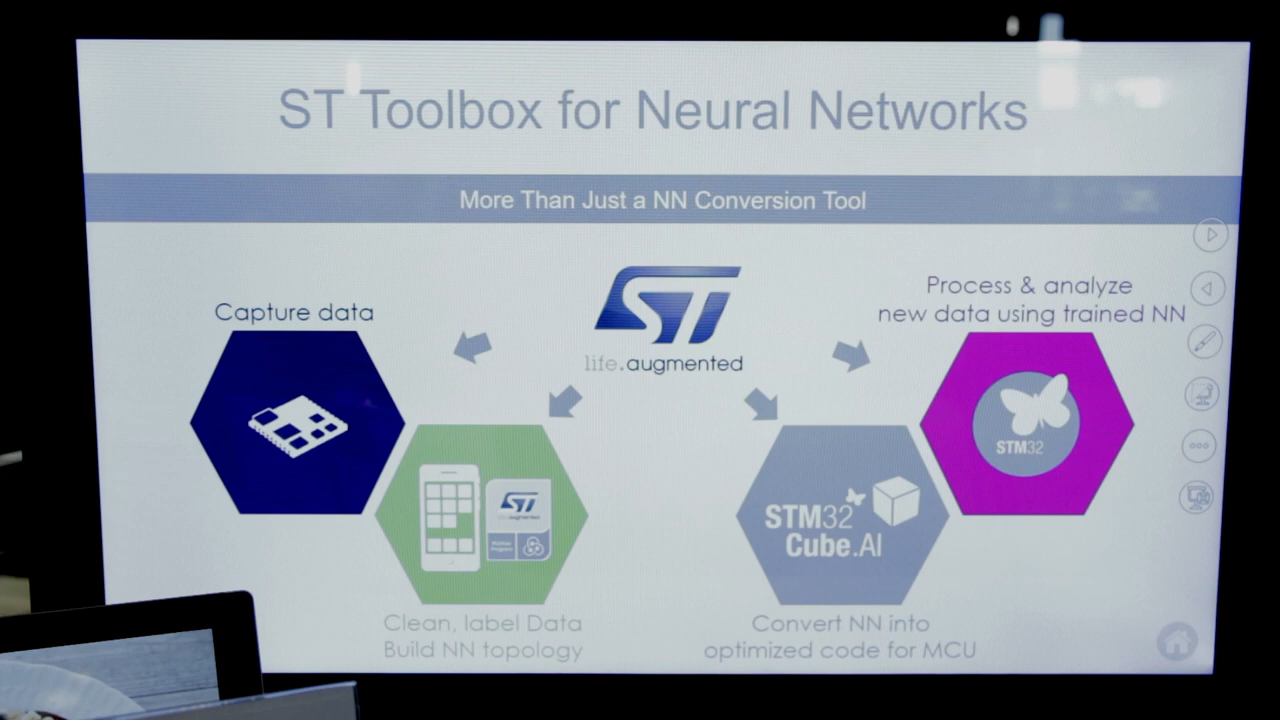 ST Toolbox for Neural Networks
More Than Just a NN Conversion Tool
Capture data
ST
life.augmented
Process & analyze
new data using trained NN
STM32
ST
STM32
Cube.AI
Clean, label Data
Build NN topology
Convert NN into
optimized code for MCU